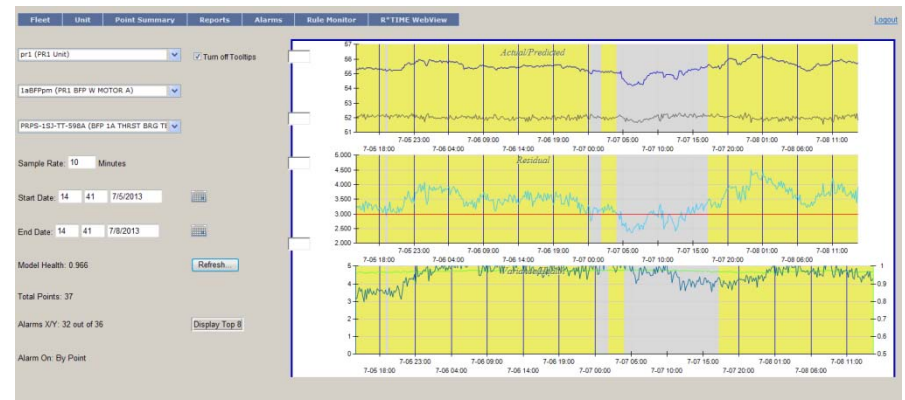 Fleet Unit Point Summary Reports Alarms Rule Monitor R*TIME WebView Logout
pr1 (PR1 Unit)
Turn off Tooltips
1aBFPpm (PR1 BFP W MOTOR A)
PRPS-1SJ-TT-598A (BFP 1A THRST BRG TE
Sample Rate: 10 Minutes
Start Date: 14 41 7/5/2013
End Date: 14 41 7/8/2013
Model Health: 0.966
Refresh...
Total Points: 37
Alarms X/Y: 32 out of 36
Display Top 8
Alarm On: By Point
Actual/Predicted
57
56
55
54
53
52
51
7-05 23:00 7-06 09:00 7-06 19:00 7-07 05:00 7-07 15:00 7-08 01:00 7-08 11:00
7-05 18:00 7-06 04:00 7-06 14:00 7-07 00:00 7-07 10:00 7-07 20:00 7-08 06:00
Residual
5.000
4.500
4.000
3.500
3.000
2.500
2.000
7-05 23:00 7-06 09:00 7-06 19:00 7-07 05:00 7-07 15:00 7-08 01:00 7-08 11:00
7-05 18:00 7-06 04:00 7-06 14:00 7-07 00:00 7-07 10:00 7-07 20:00 7-08 06:00
5
4
3
2
1
0
1
0.9
0.8
0.7
0.6
0.5
7-05 23:00 7-06 09:00 7-06 19:00 7-07 05:00 7-07 15:00 7-08 01:00 7-08 11:00
7-05 18:00 7-06 04:00 7-06 14:00 7-07 00:00 7-07 10:00 7-07 20:00 7-08 06:00